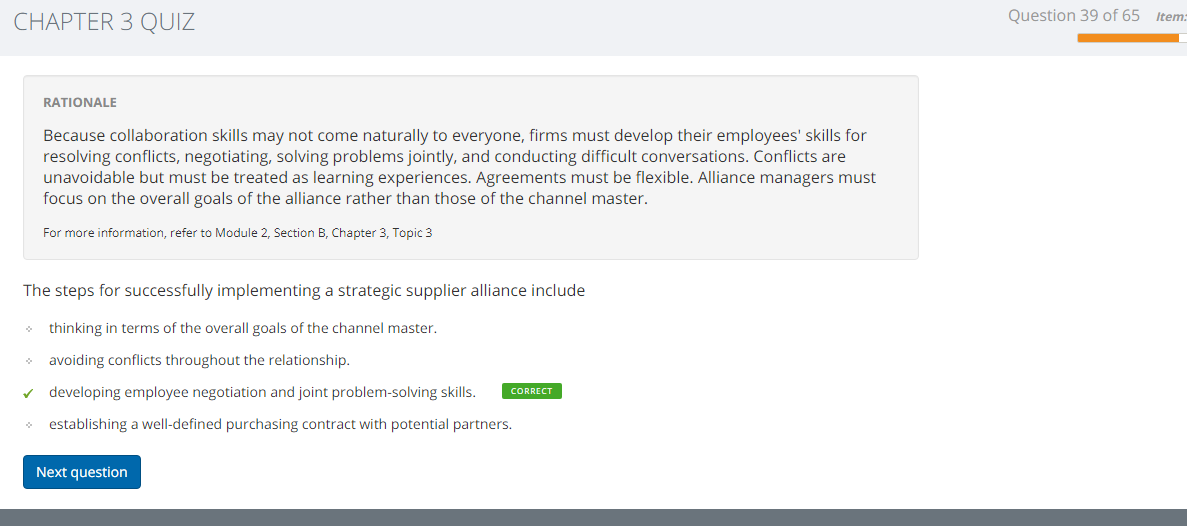 CHAPTER 3 QUIZ
Question 39 of 65 Item:
RATIONALE
Because collaboration skills may not come naturally to everyone, firms must develop their employees' skills for
resolving conflicts, negotiating, solving problems jointly, and conducting difficult conversations. Conflicts are
unavoidable but must be treated as learning experiences. Agreements must be flexible. Alliance managers must
focus on the overall goals of the alliance rather than those of the channel master.
For more information, refer to Module 2, Section B, Chapter 3, Topic 3
The steps for successfully implementing a strategic supplier alliance include
thinking in terms of the overall goals of the channel master.
avoiding conflicts throughout the relationship.
developing employee negotiation and joint problem-solving skills. CORRECT
establishing a well-defined purchasing contract with potential partners.
Next question